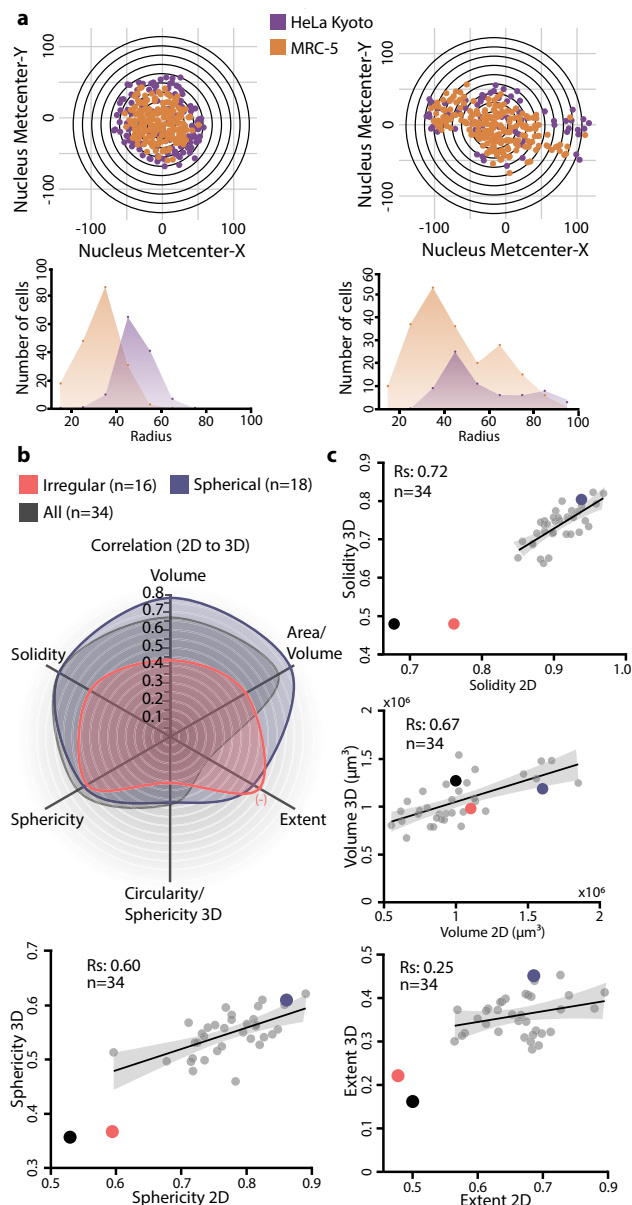 a
HeLa Kyoto
MRC-5
Nucleus Metcenter-Y
100
0
-100
-100
0
100
Nucleus Metcenter-X
Nucleus Metcenter-Y
100
0
-100
-100
0
100
Nucleus Metcenter-X
Number of cells
100
80
60
40
20
0
20
40
60
80
100
Radius
Number of cells
60
50
40
30
20
10
0
20
40
60
80
100
Radius
b
Irregular (n=16)
Spherical (n=18)
All (n=34)
Correlation (2D to 3D)
Volume
0.8
0.7
0.6
0.5
0.4
0.3
0.2
0.1
Area/
Volume
Solidity
Sphericity
Extent
(-)
Circularity/
Sphericity 3D
c
Rs: 0.72
n=34
Solidity 3D
0.9
0.8
0.7
0.6
0.5
0.4
0.7
0.8
0.9
1.0
Solidity 2D
x10⁶
Rs: 0.67
n=34
Volume 3D (μm³)
2
1.5
1
0.5
0
x10⁶
0.5
1
1.5
2
Volume 2D (μm³)
Rs: 0.60
n=34
Sphericity 3D
0.7
0.6
0.5
0.4
0.3
0.5
0.6
0.7
0.8
0.9
Sphericity 2D
Rs: 0.25
n=34
Extent 3D
0.5
0.4
0.3
0.2
0.1
0
0.5
0.6
0.7
0.8
0.9
Extent 2D